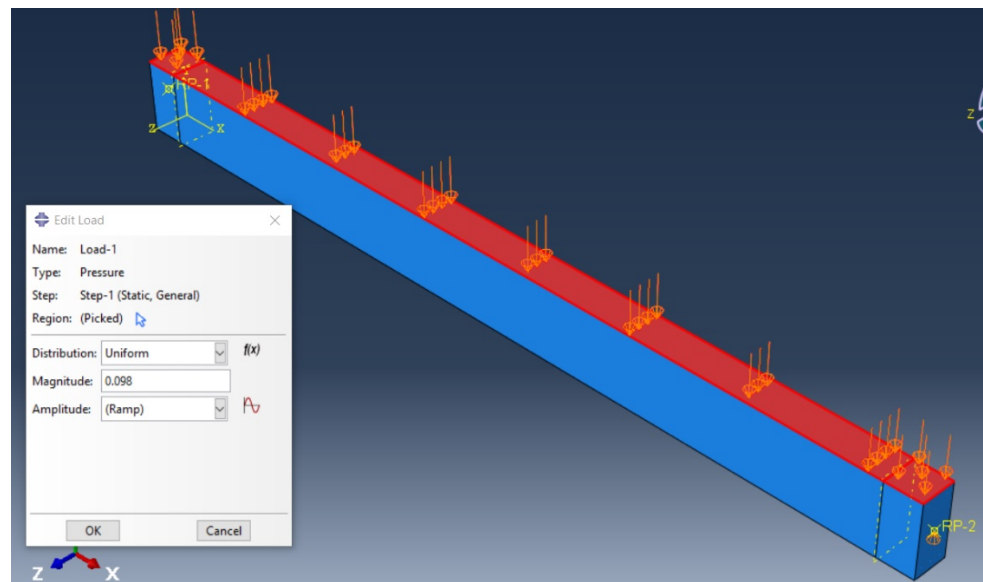 RP-1
Z
X
Z
Edit Load
Name: Load-1
Type: Pressure
Step: Step-1 (Static, General)
Region: (Picked)
Distribution: Uniform f(x)
Magnitude: 0.098
Amplitude: (Ramp)
OK Cancel
RP-2
Z X